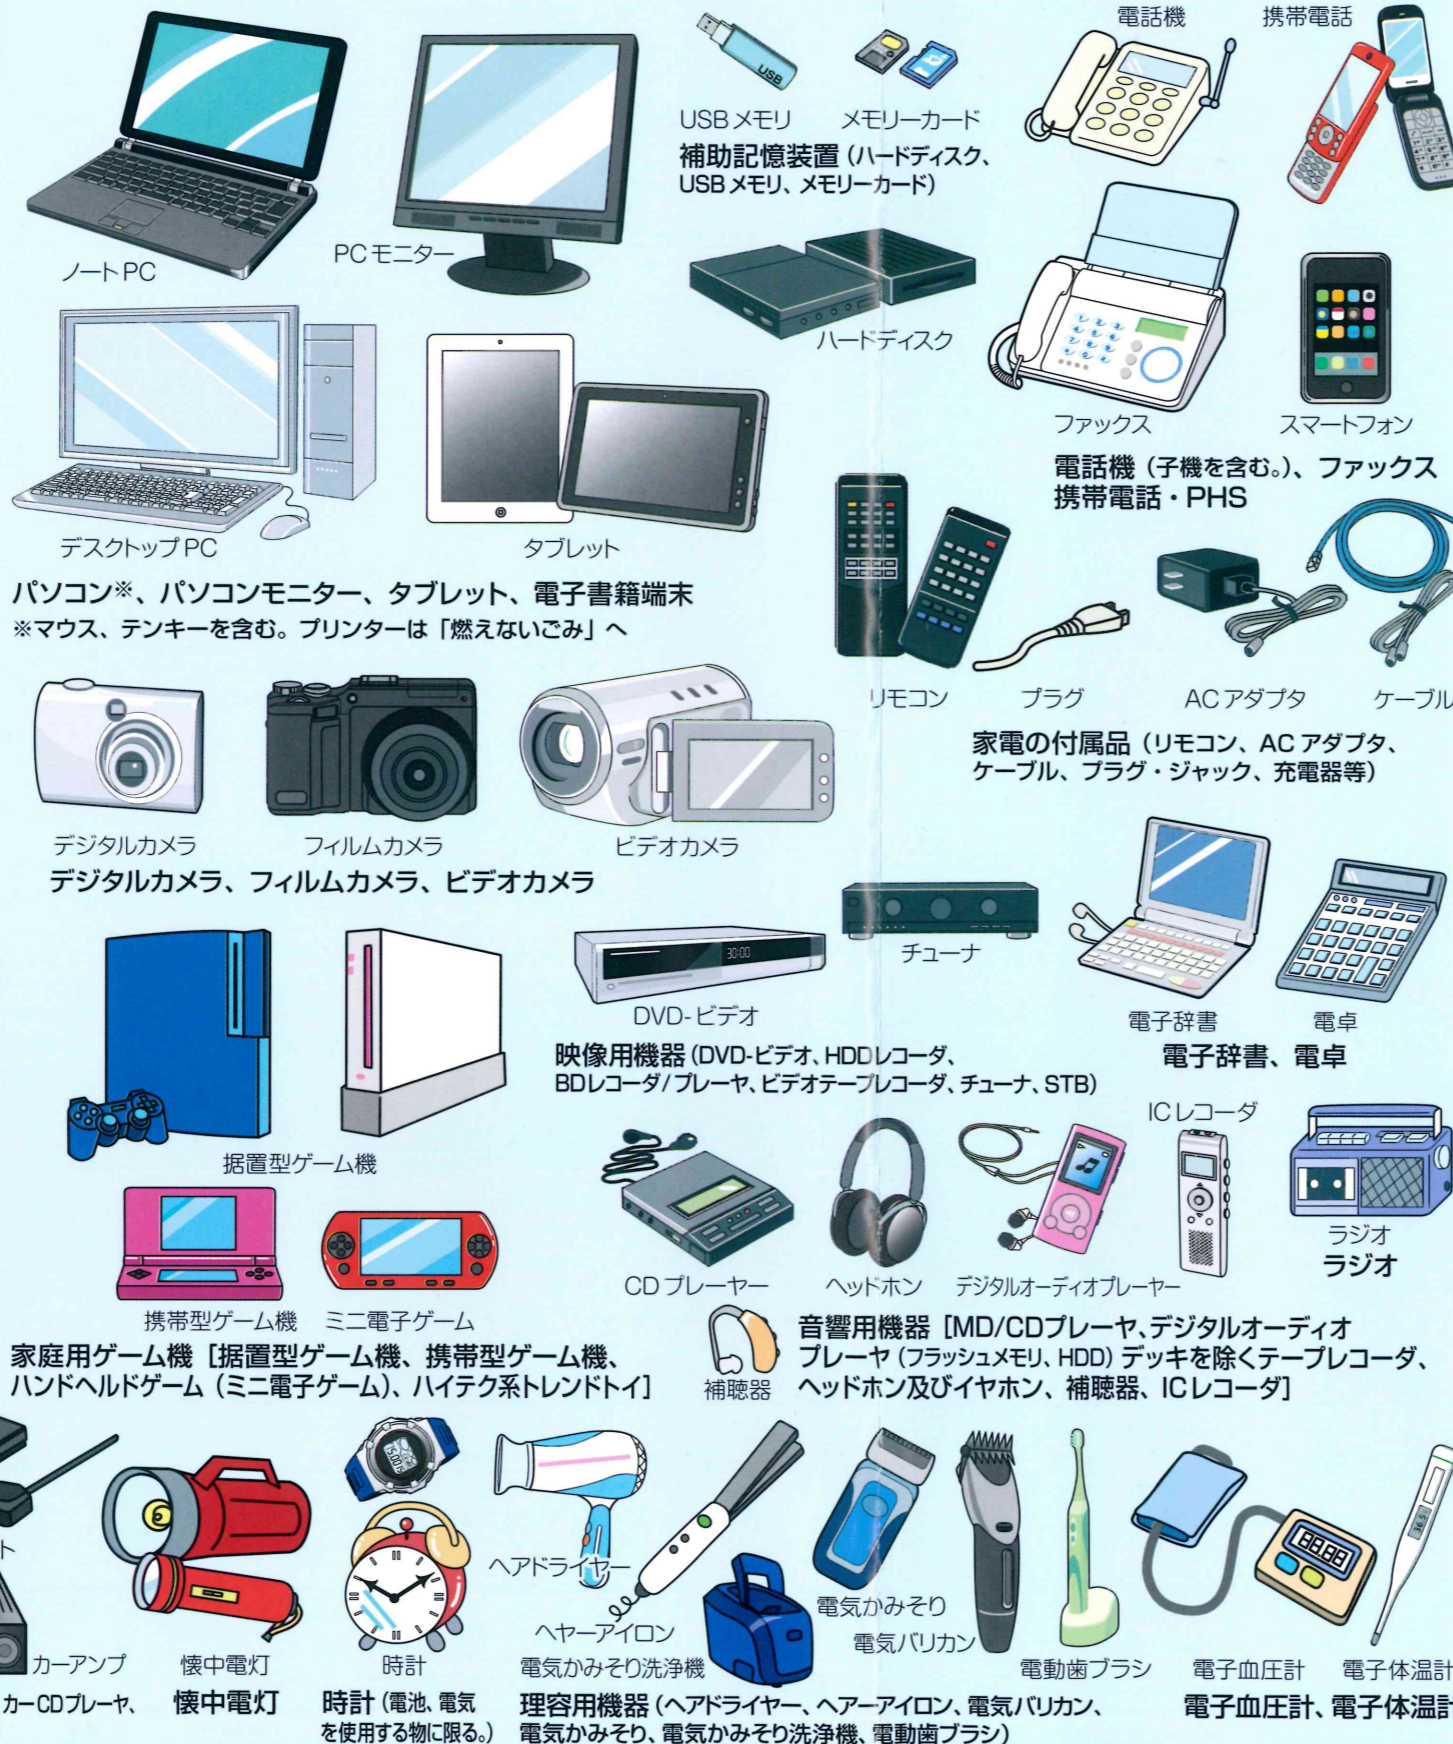 電話機
携帯電話
USB
USBメモリ
メモリーカード
補助記憶装置(ハードディスク、
USBメモリ、メモリーカード)
ノートPC
PCモニター
ハードディスク
ファックス
スマートフォン
電話機(子機を含む。)、ファックス
携帯電話・PHS
デスクトップPC
タブレット
パソコン※、パソコンモニター、タブレット、電子書籍端末
※マウス、テンキーを含む。プリンターは「燃えないごみ」へ
リモコン
プラグ
ACアダプタ
ケーブル
家電の付属品(リモコン、ACアダプタ、
ケーブル、プラグ・ジャック、充電器等)
デジタルカメラ
フィルムカメラ
ビデオカメラ
デジタルカメラ、フィルムカメラ、ビデオカメラ
30:00
チューナ
DVD-ビデオ
映像用機器(DVD-ビデオ、HDDレコーダ、
BDレコーダ/プレーヤ、ビデオテープレコーダ、チューナ、STB)
電子辞書
電卓
電子辞書、電卓
据置型ゲーム機
携帯型ゲーム機
ミニ電子ゲーム
家庭用ゲーム機[据置型ゲーム機、携帯型ゲーム機、
ハンドヘルドゲーム(ミニ電子ゲーム)、ハイテク系トレンドトイ]
ICレコーダ
ラジオ
ラジオ
CDプレーヤー
ヘッドホン
デジタルオーディオプレーヤー
補聴器
音響用機器[MD/CDプレーヤ、デジタルオーディオ
プレーヤ(フラッシュメモリ、HDD)デッキを除くテープレコーダ、
ヘッドホン及びイヤホン、補聴器、ICレコーダ]
ト
カーアンプ
カーCDプレーヤ、
懐中電灯
懐中電灯
時計
時計(電池、電気
を使用する物に限る。)
ヘアドライヤー
ヘヤーアイロン
電気かみそり洗浄機
電気かみそり
電気バリカン
電動歯ブラシ
理容用機器(ヘアドライヤー、ヘアーアイロン、電気バリカン、
電気かみそり、電気かみそり洗浄機、電動歯ブラシ)
88:88
36.5
電子血圧計
電子体温計
電子血圧計、電子体温計